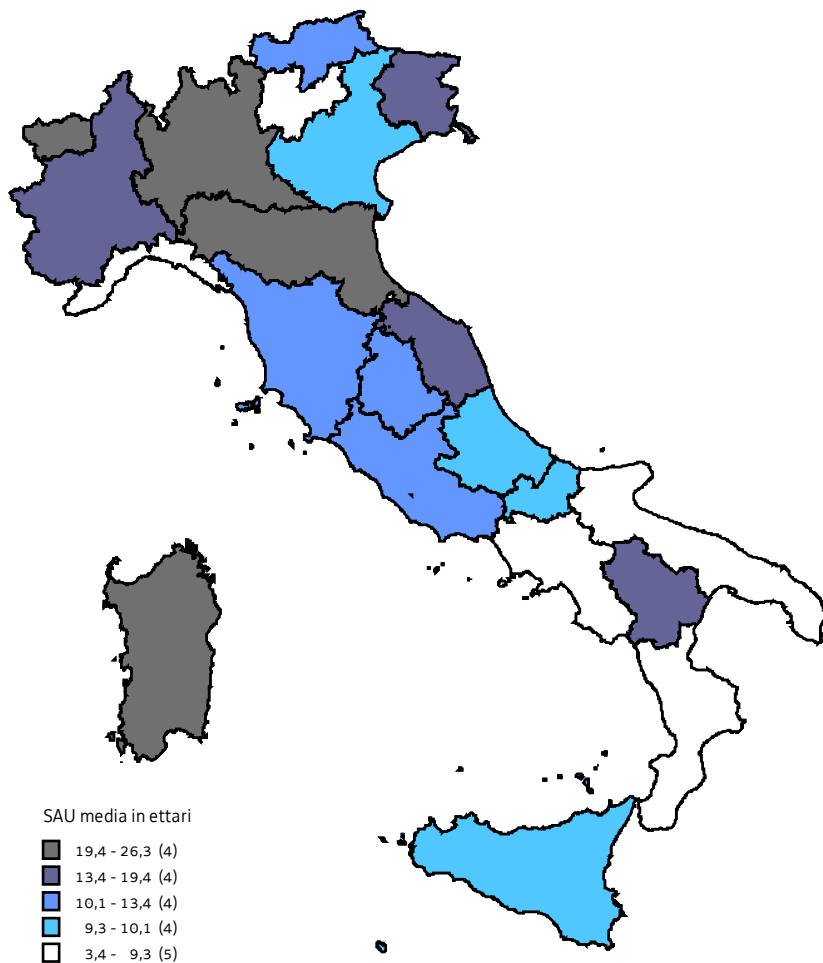 SAU media in ettari
19,4 - 26,3 (4)
13,4 - 19,4 (4)
10,1 - 13,4 (4)
9,3 - 10,1 (4)
3,4 - 9,3 (5)